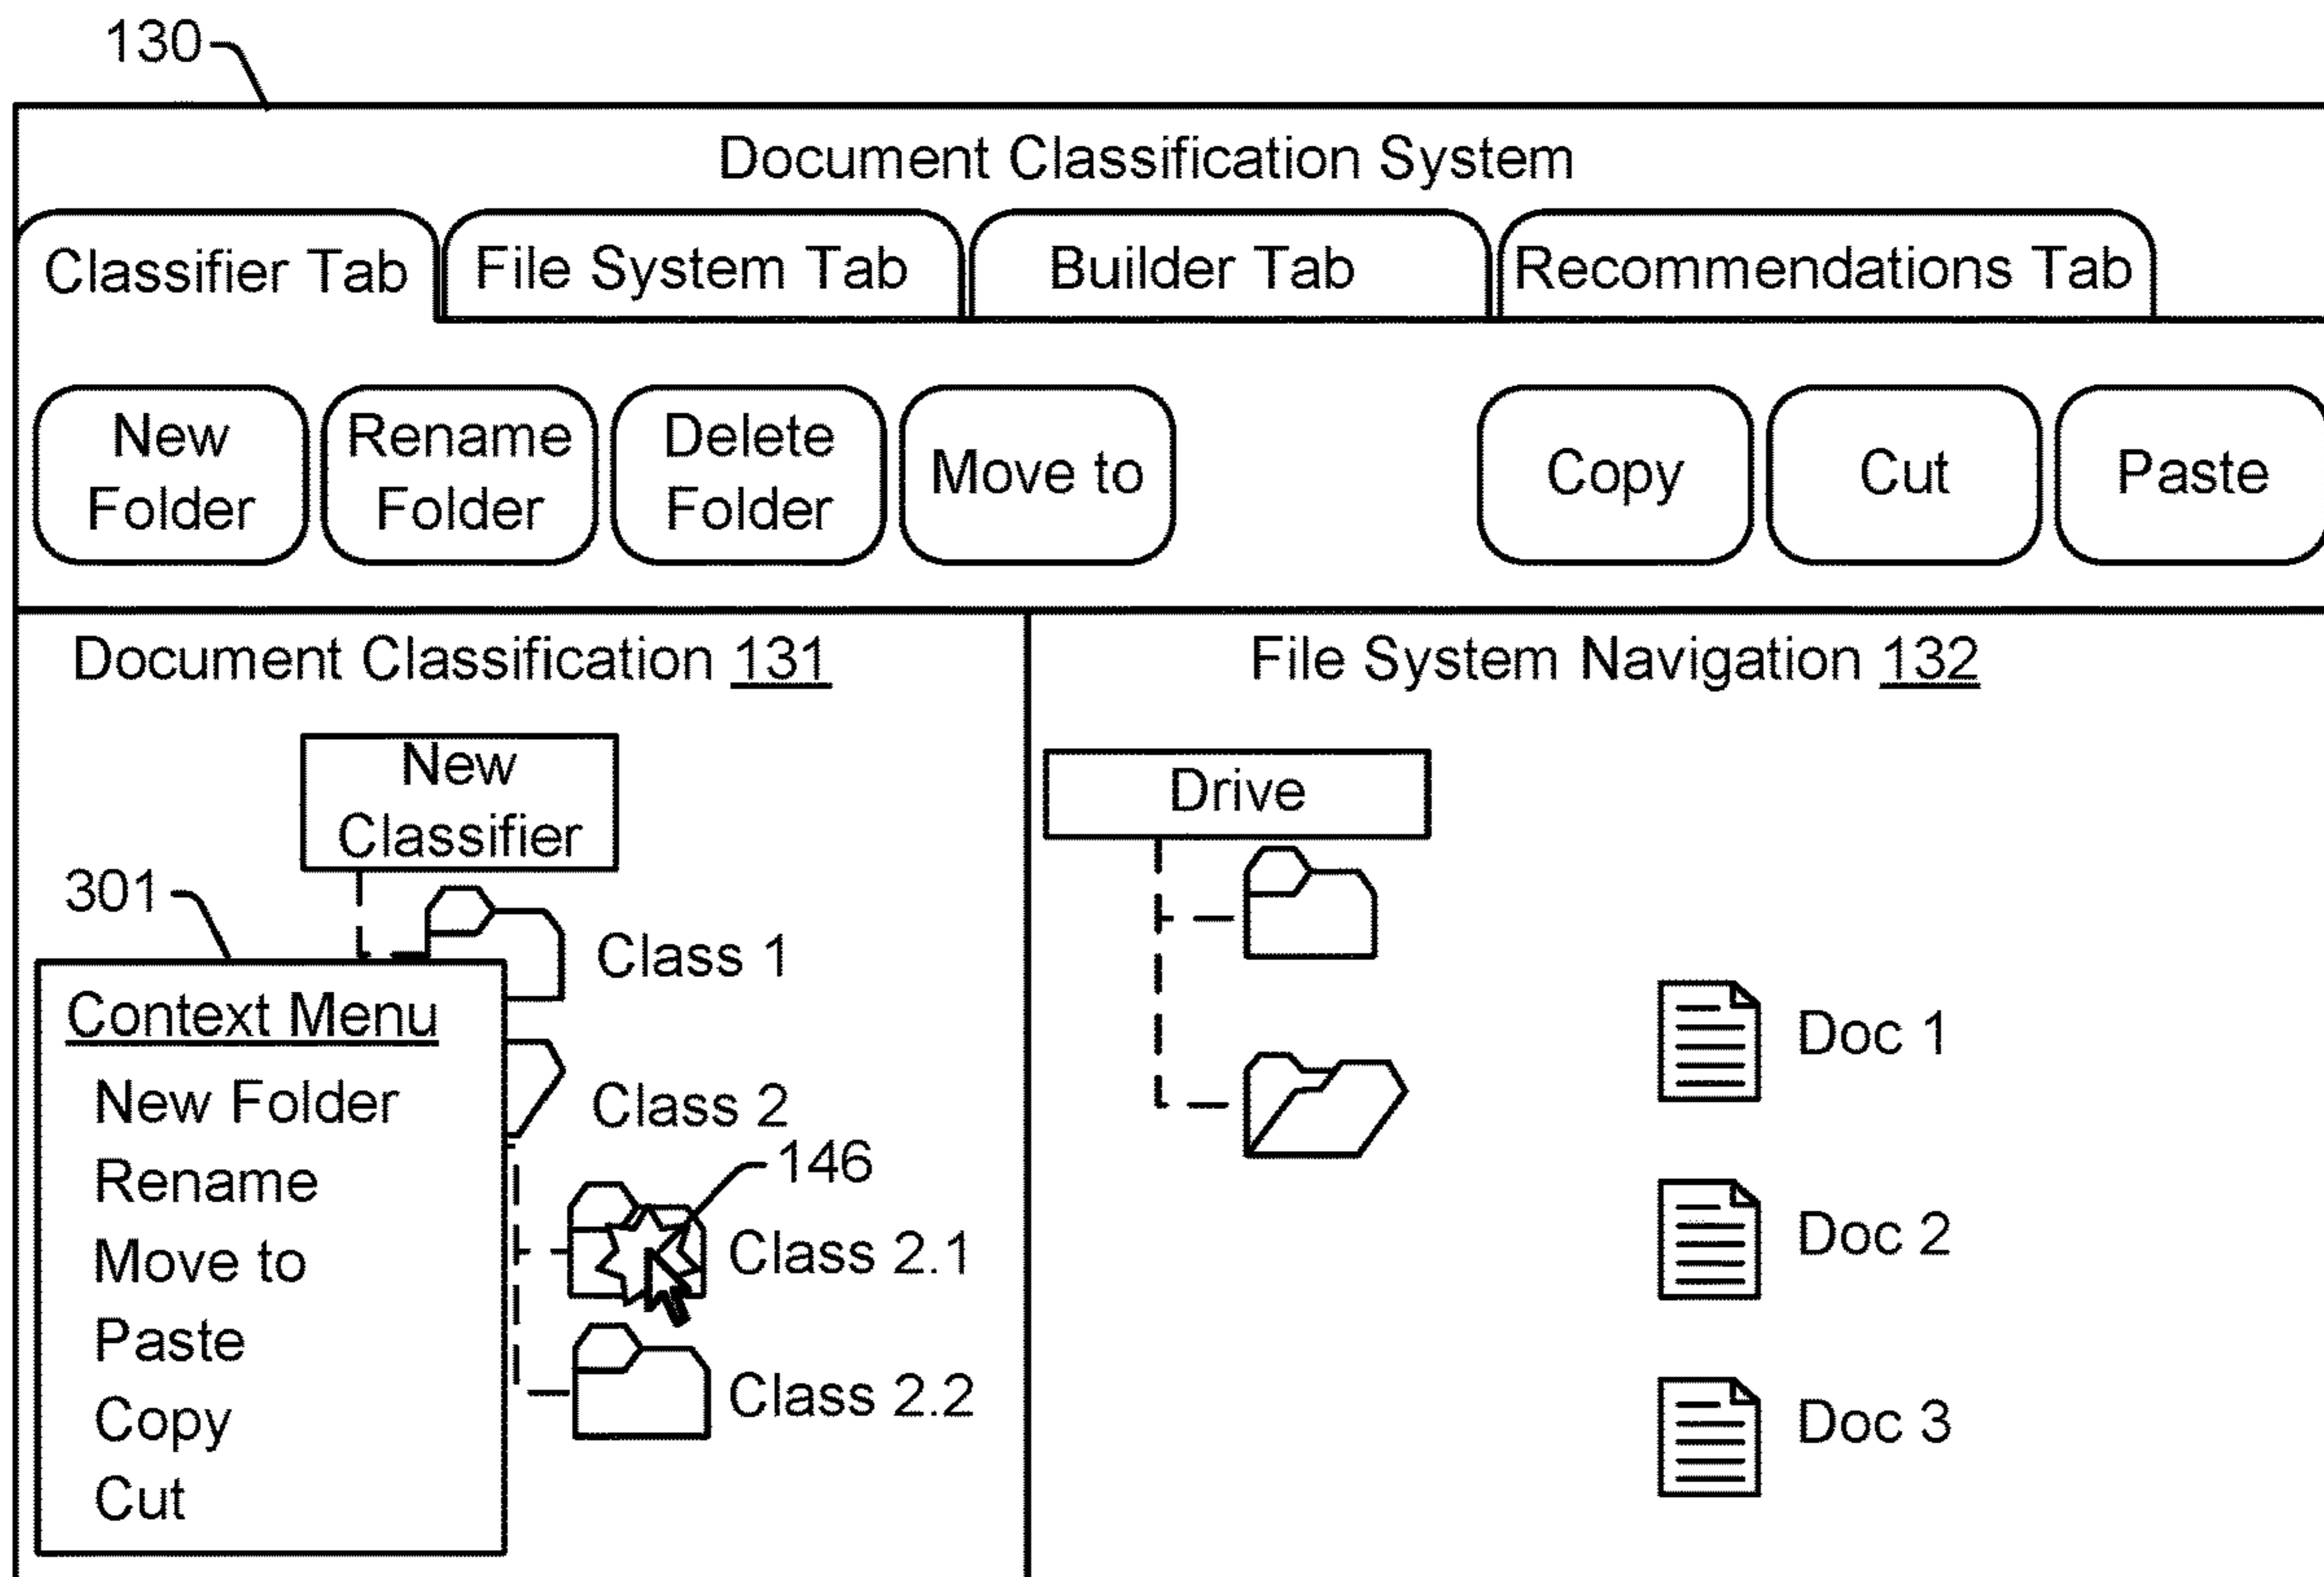 130
Document Classification System
Classifier Tab
File System Tab
Builder Tab
Recommendations Tab
New
Folder
Rename
Folder
Delete
Folder
Move to
Copy
Cut
Paste
Document Classification 131
New
Classifier
301
Class 1
Context Menu
New Folder
Rename
Move to
Paste
Copy
Cut
Class 2
146
Class 2.1
Class 2.2
File System Navigation 132
Drive
Doc 1
Doc 2
Doc 3